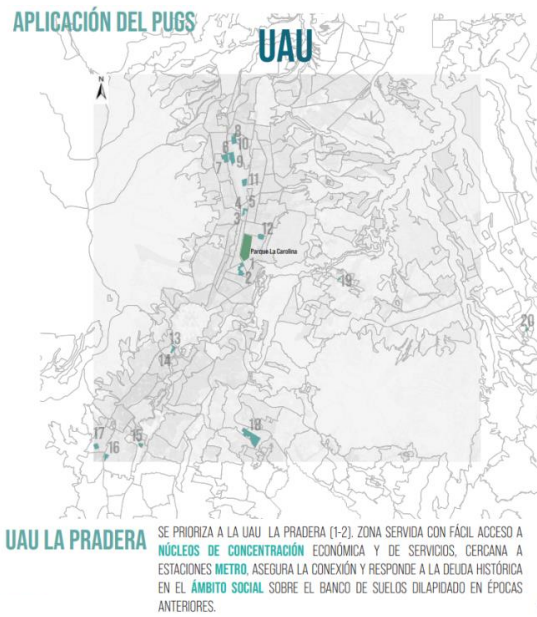 APLICACIÓN DEL PUGS
UAU
N
8
10
6
7
9
11
4
5
3
12
Parque La Carolina
1
2
19
20
13
14
18
17
15
16
UAU LA PRADERA
SE PRIORIZA A LA UAU LA PRADERA (1-2). ZONA SERVIDA CON FÁCIL ACCESO A
NÚCLEOS DE CONCENTRACIÓN ECONÓMICA Y DE SERVICIOS, CERCANA A
ESTACIONES METRO, ASEGURA LA CONEXIÓN Y RESPONDE A LA DEUDA HISTÓRICA
EN EL ÁMBITO SOCIAL SOBRE EL BANCO DE SUELOS DILAPIDADO EN ÉPOCAS
ANTERIORES.